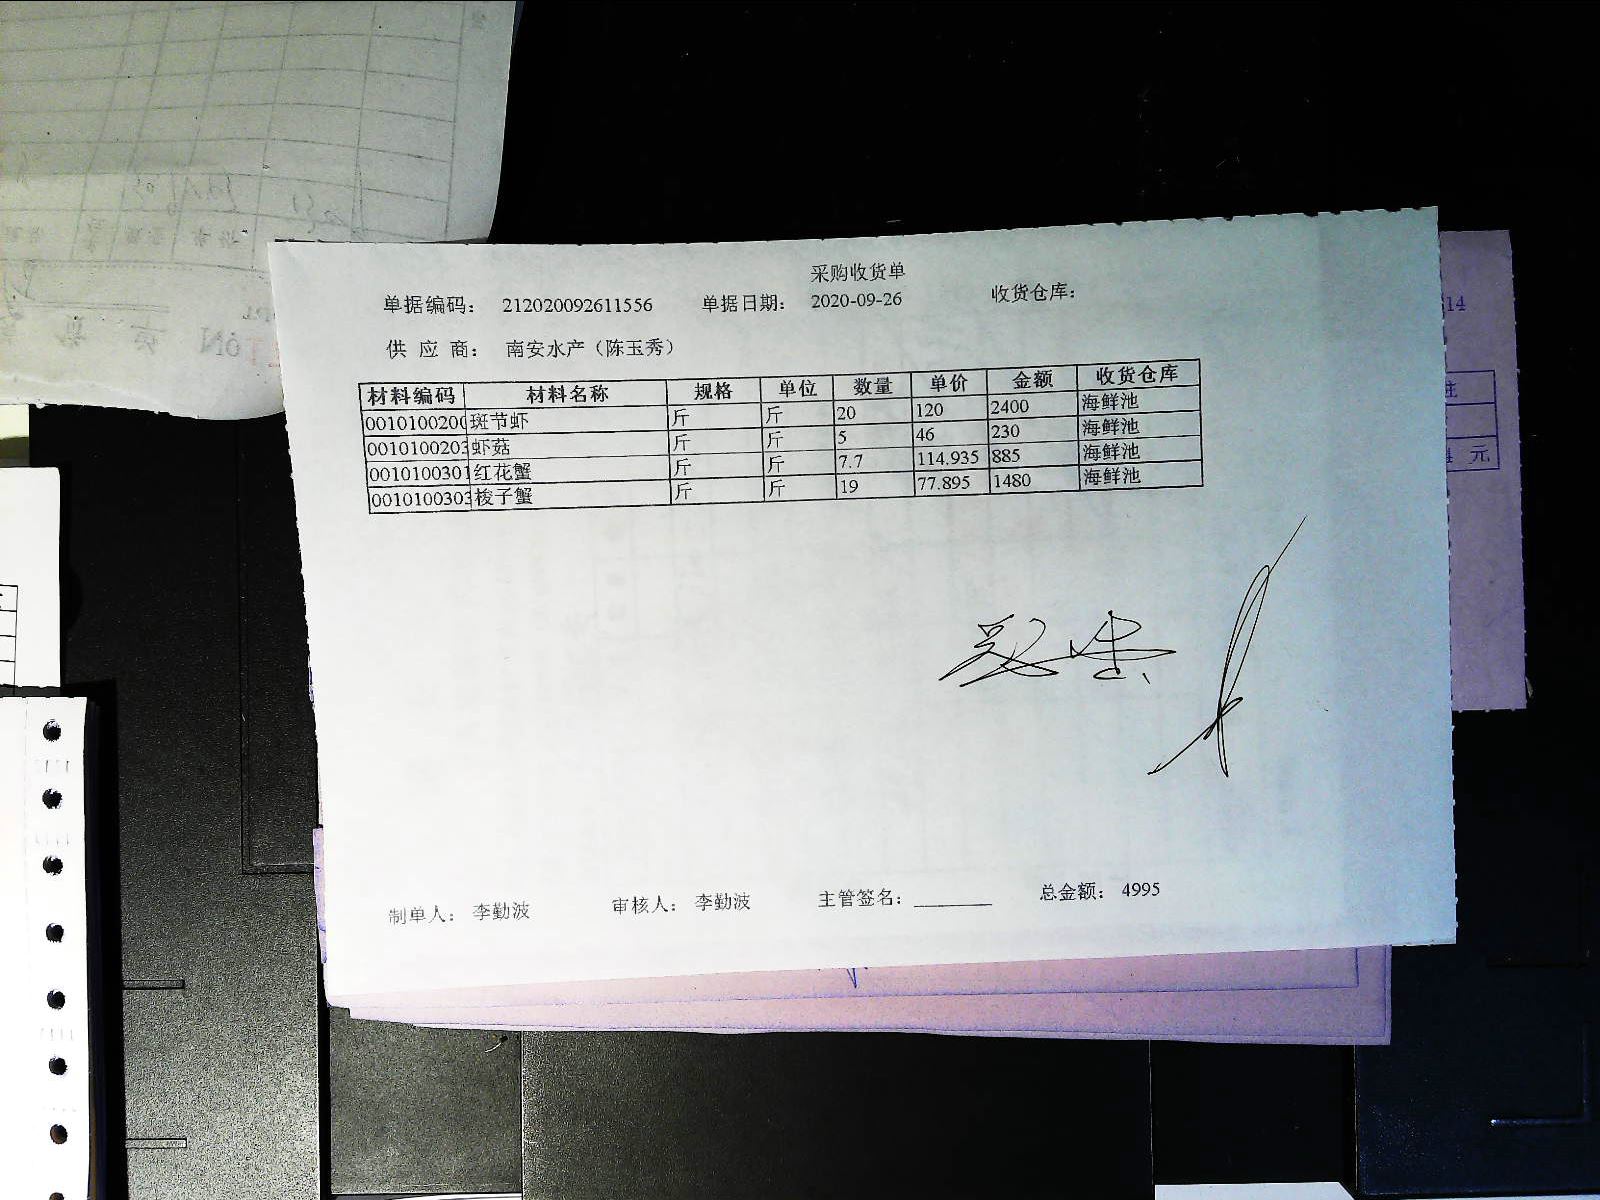 采购收货单
单据编码： 212020092611556 单据日期： 2020-09-26 收货仓库：
供 应 商： 南安水产（陈玉秀）
材料编码 材料名称 规格 单位 数量 单价 金额 收货仓库
0010100200 斑节虾 斤 斤 20 120 2400 海鲜池
0010100203 虾菇 斤 斤 5 46 230 海鲜池
0010100301 红花蟹 斤 斤 7.7 114.935 885 海鲜池
0010100303 梭子蟹 斤 斤 19 77.895 1480 海鲜池
制单人： 李勤波 审核人： 李勤波 主管签名： 总金额： 4995
14
元